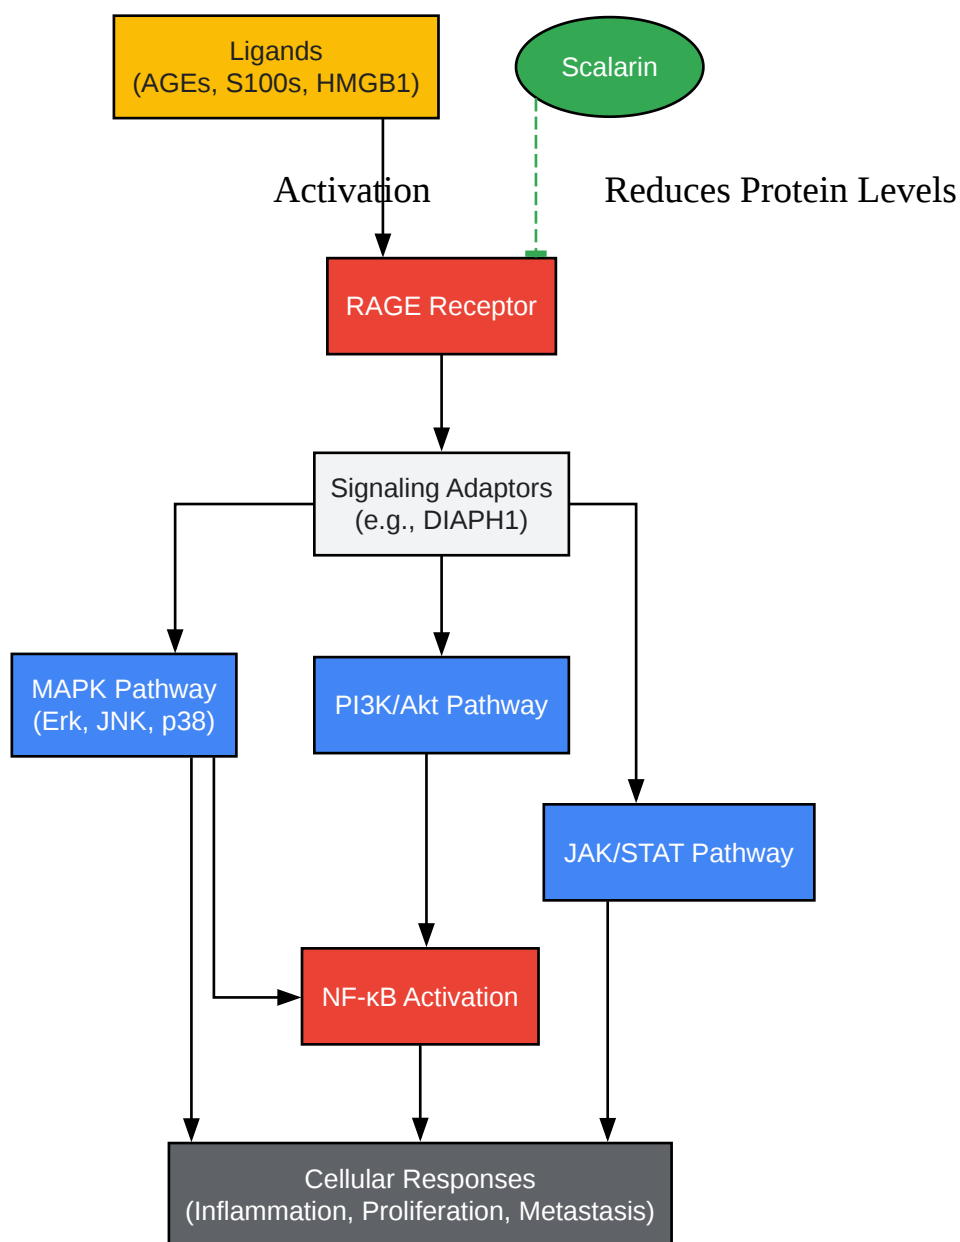 Ligands
(AGEs, S100s, HMGB1)
Scalarin
Activation
Reduces Protein Levels
RAGE Receptor
Signaling Adaptors
(e.g., DIAPH1)
MAPK Pathway
(Erk, JNK, p38)
PI3K/Akt Pathway
JAK/STAT Pathway
NF-κB Activation
Cellular Responses
(Inflammation, Proliferation, Metastasis)